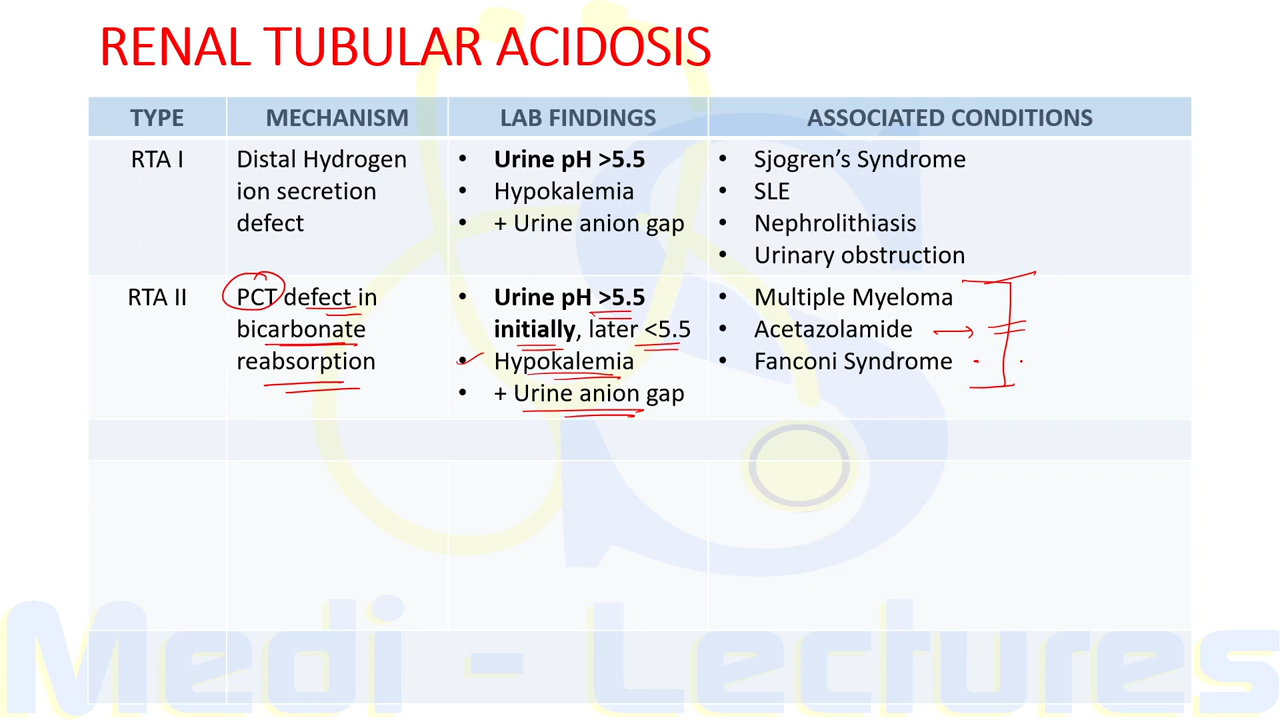 RENAL TUBULAR ACIDOSIS
TYPE MECHANISM LAB FINDINGS ASSOCIATED CONDITIONS
RTA I
Distal Hydrogen
ion secretion
defect
• Urine pH >5.5
• Hypokalemia
• + Urine anion gap
• Sjogren’s Syndrome
• SLE
• Nephrolithiasis
• Urinary obstruction
RTA II
PCT defect in
bicarbonate
reabsorption
• Urine pH >5.5
initially, later <5.5
• Hypokalemia
• + Urine anion gap
• Multiple Myeloma
• Acetazolamide
• Fanconi Syndrome
Medi - Lectures